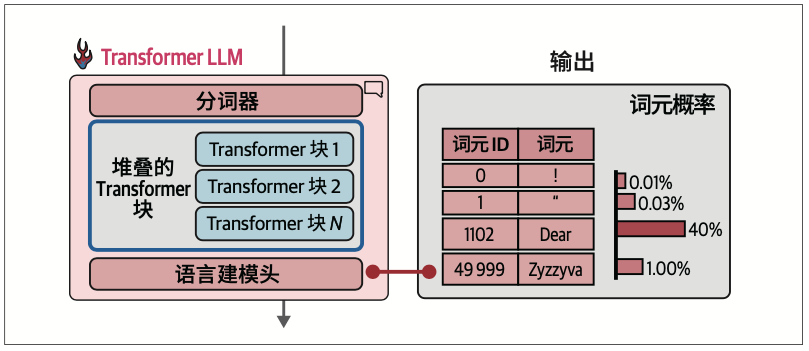 Transformer LLM
分词器
堆叠的
Transformer
块
Transformer 块 1
Transformer 块 2
Transformer 块 N
语言建模头
输出
词元概率
词元 ID 词元
0 ! 0.01%
1 “ 0.03%
1102 Dear 40%
49 999 Zyzzyva 1.00%